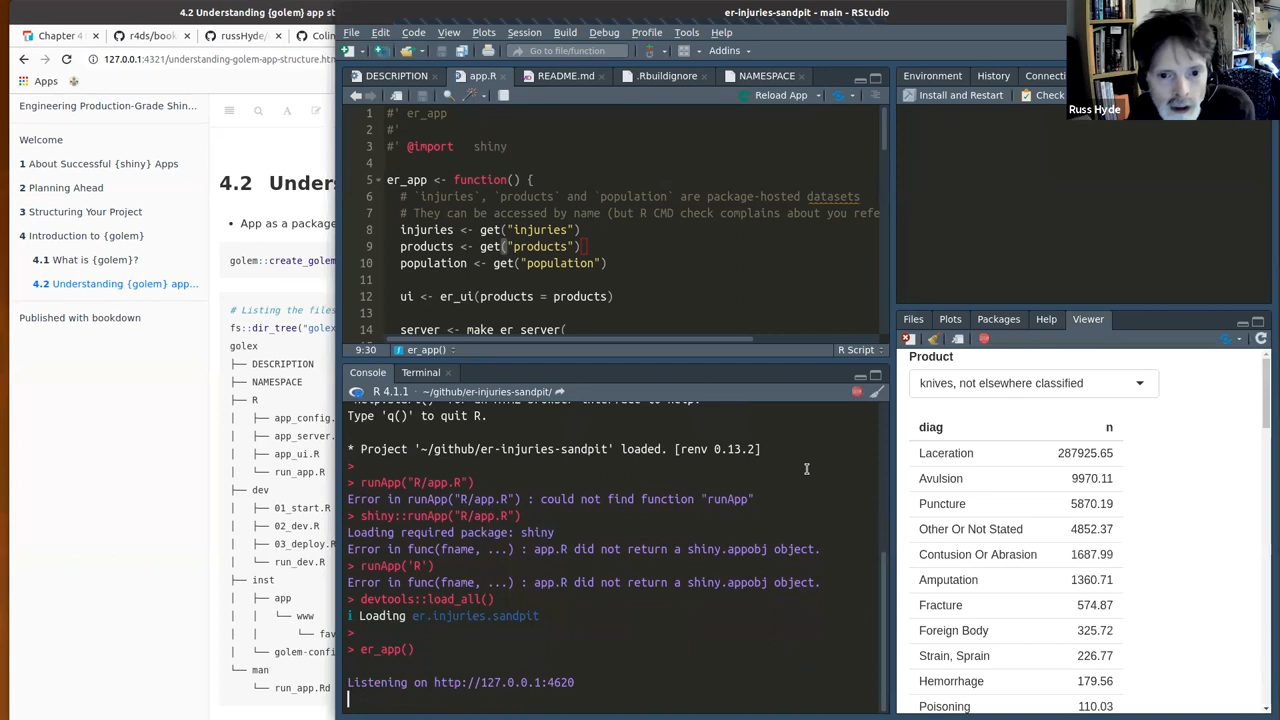 4.2 Understanding {golem} app st
er-injuries-sandpit - main - RStudio
Chapter 4
r4ds/book
russHyde/
Colin
127.0.0.1:4321/understanding-golem-app-structure.htm
Apps
Engineering Production-Grade Shin...
Welcome
1 About Successful {shiny} Apps
2 Planning Ahead
3 Structuring Your Project
4 Introduction to {golem}
4.1 What is {golem}?
4.2 Understanding {golem} app...
Published with bookdown
4.2 Unders
App as a package
golem::create_golem
# Listing the files
fs::dir_tree("golex
golex
├── DESCRIPTION
├── NAMESPACE
├── R
│ ├── app_config.
│ ├── app_server.
│ ├── app_ui.R
│ └── run_app.R
├── dev
│ ├── 01_start.R
│ ├── 02_dev.R
│ ├── 03_deploy.R
│ └── run_dev.R
├── inst
│ ├── app
│ │ └── www
│ │ └── fav
│ └── golem-confi
└── man
└── run_app.Rd
File Edit Code View Plots Session Build Debug Profile Tools Help
Go to file/function
Addins
DESCRIPTION
app.R
README.md
.Rbuildignore
NAMESPACE
Reload App
1 #' er_app
2 #'
3 #' @import shiny
4
5 er_app <- function() {
6 # `injuries`, `products` and `population` are package-hosted datasets
7 # They can be accessed by name (but R CMD check complains about you refe
8 injuries <- get("injuries")
9 products <- get("products")
10 population <- get("population")
11
12 ui <- er_ui(products = products)
13
14 server <- make_er_server(
9:30
er_app()
R Script
Console
Terminal
R 4.1.1 · ~/github/er-injuries-sandpit/
Type 'q()' to quit R.
* Project '~/github/er-injuries-sandpit' loaded. [renv 0.13.2]
>
> runApp("R/app.R")
Error in runApp("R/app.R") : could not find function "runApp"
> shiny::runApp("R/app.R")
Loading required package: shiny
Error in func(fname, ...) : app.R did not return a shiny.appobj object.
> runApp('R')
Error in func(fname, ...) : app.R did not return a shiny.appobj object.
> devtools::load_all()
ℹ Loading er.injuries.sandpit
>
> er_app()
Listening on http://127.0.0.1:4620
Environment
History
Connecti
Install and Restart
Check
Russ Hyde
Files
Plots
Packages
Help
Viewer
Product
knives, not elsewhere classified
diag n
Laceration 287925.65
Avulsion 9970.11
Puncture 5870.19
Other Or Not Stated 4852.37
Contusion Or Abrasion 1687.99
Amputation 1360.71
Fracture 574.87
Foreign Body 325.72
Strain, Sprain 226.77
Hemorrhage 179.56
Poisoning 110.03